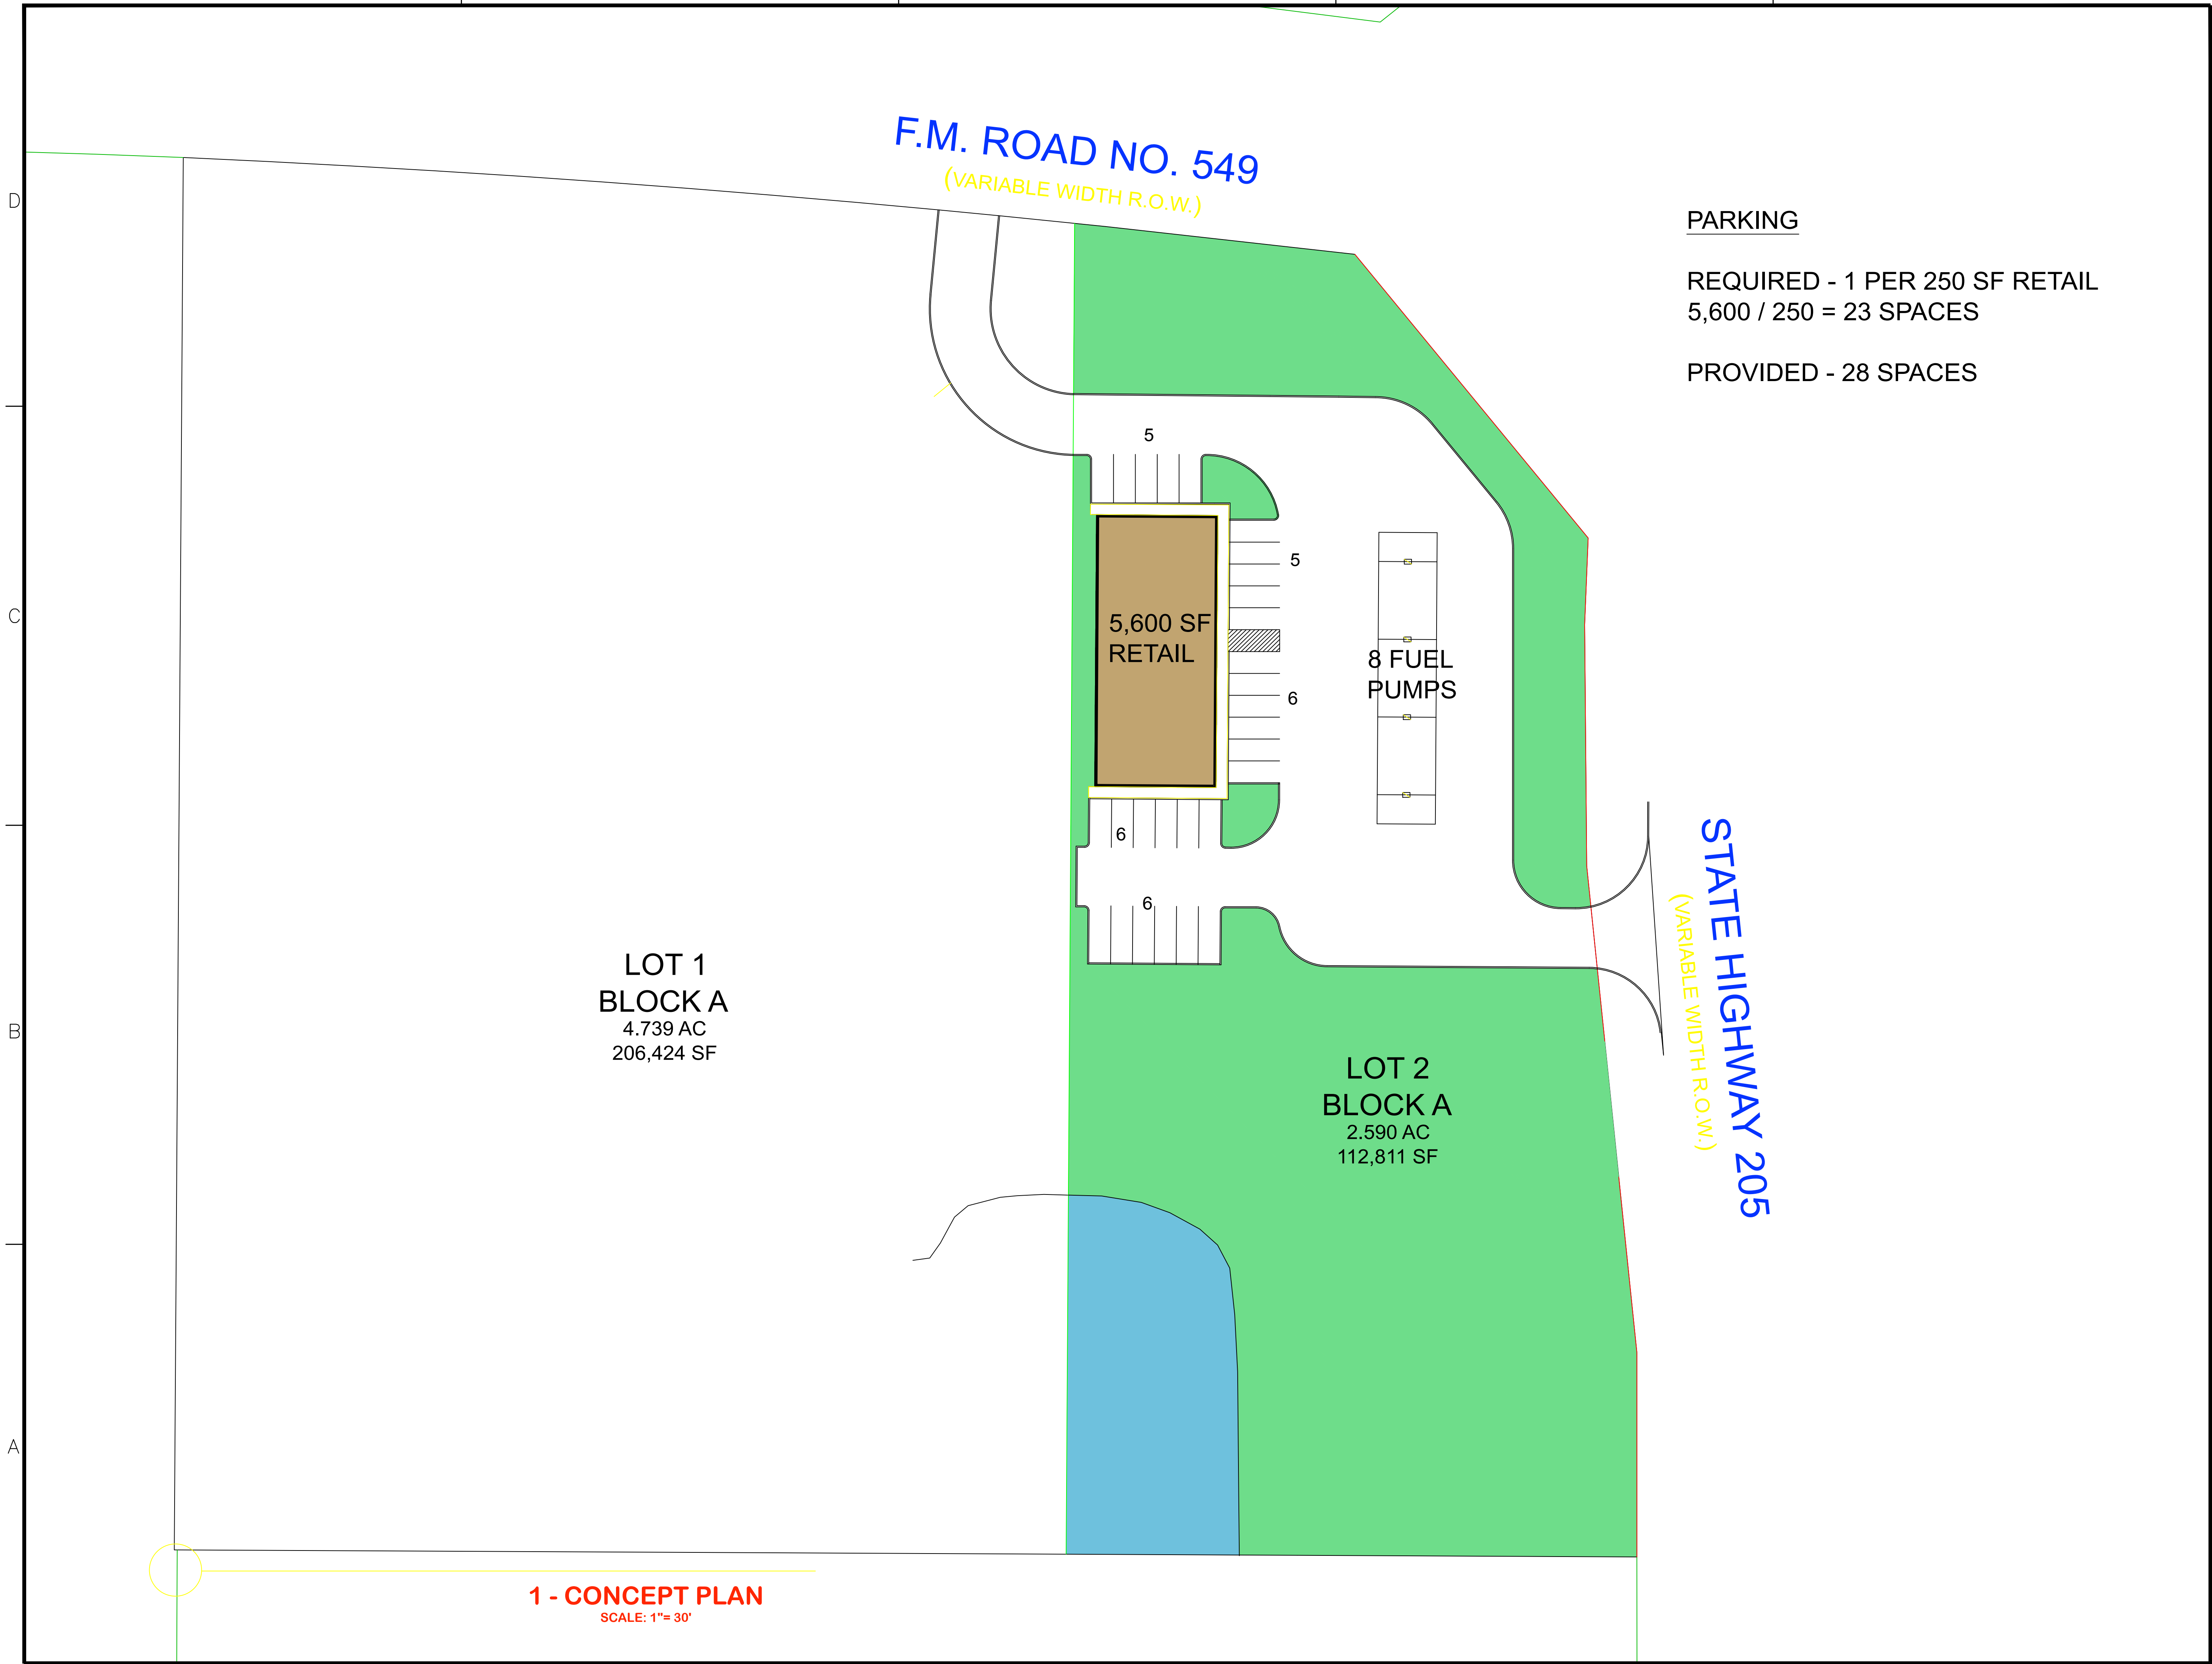 F.M. ROAD NO. 549
(VARIABLE WIDTH R.O.W.)
D
PARKING
REQUIRED - 1 PER 250 SF RETAIL
5,600 / 250 = 23 SPACES
PROVIDED - 28 SPACES
5
5
C
5,600 SF
RETAIL
8 FUEL
PUMPS
6
6
6
STATE HIGHWAY 205
(VARIABLE WIDTH R.O.W.)
LOT 1
BLOCK A
4.739 AC
206,424 SF
B
LOT 2
BLOCK A
2.590 AC
112,811 SF
A
1 - CONCEPT PLAN
SCALE: 1"= 30'